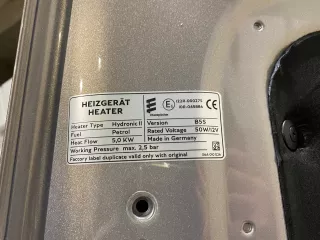 HEIZGERÄT
HEATER
Heater Type Hydronic II Version B5S
Fuel Petrol Rated Voltage 50W/12V
Heat Flow 5,0 KW Made in Germany
Working Pressure max. 2,5 bar
Factory label duplicace valid only with original